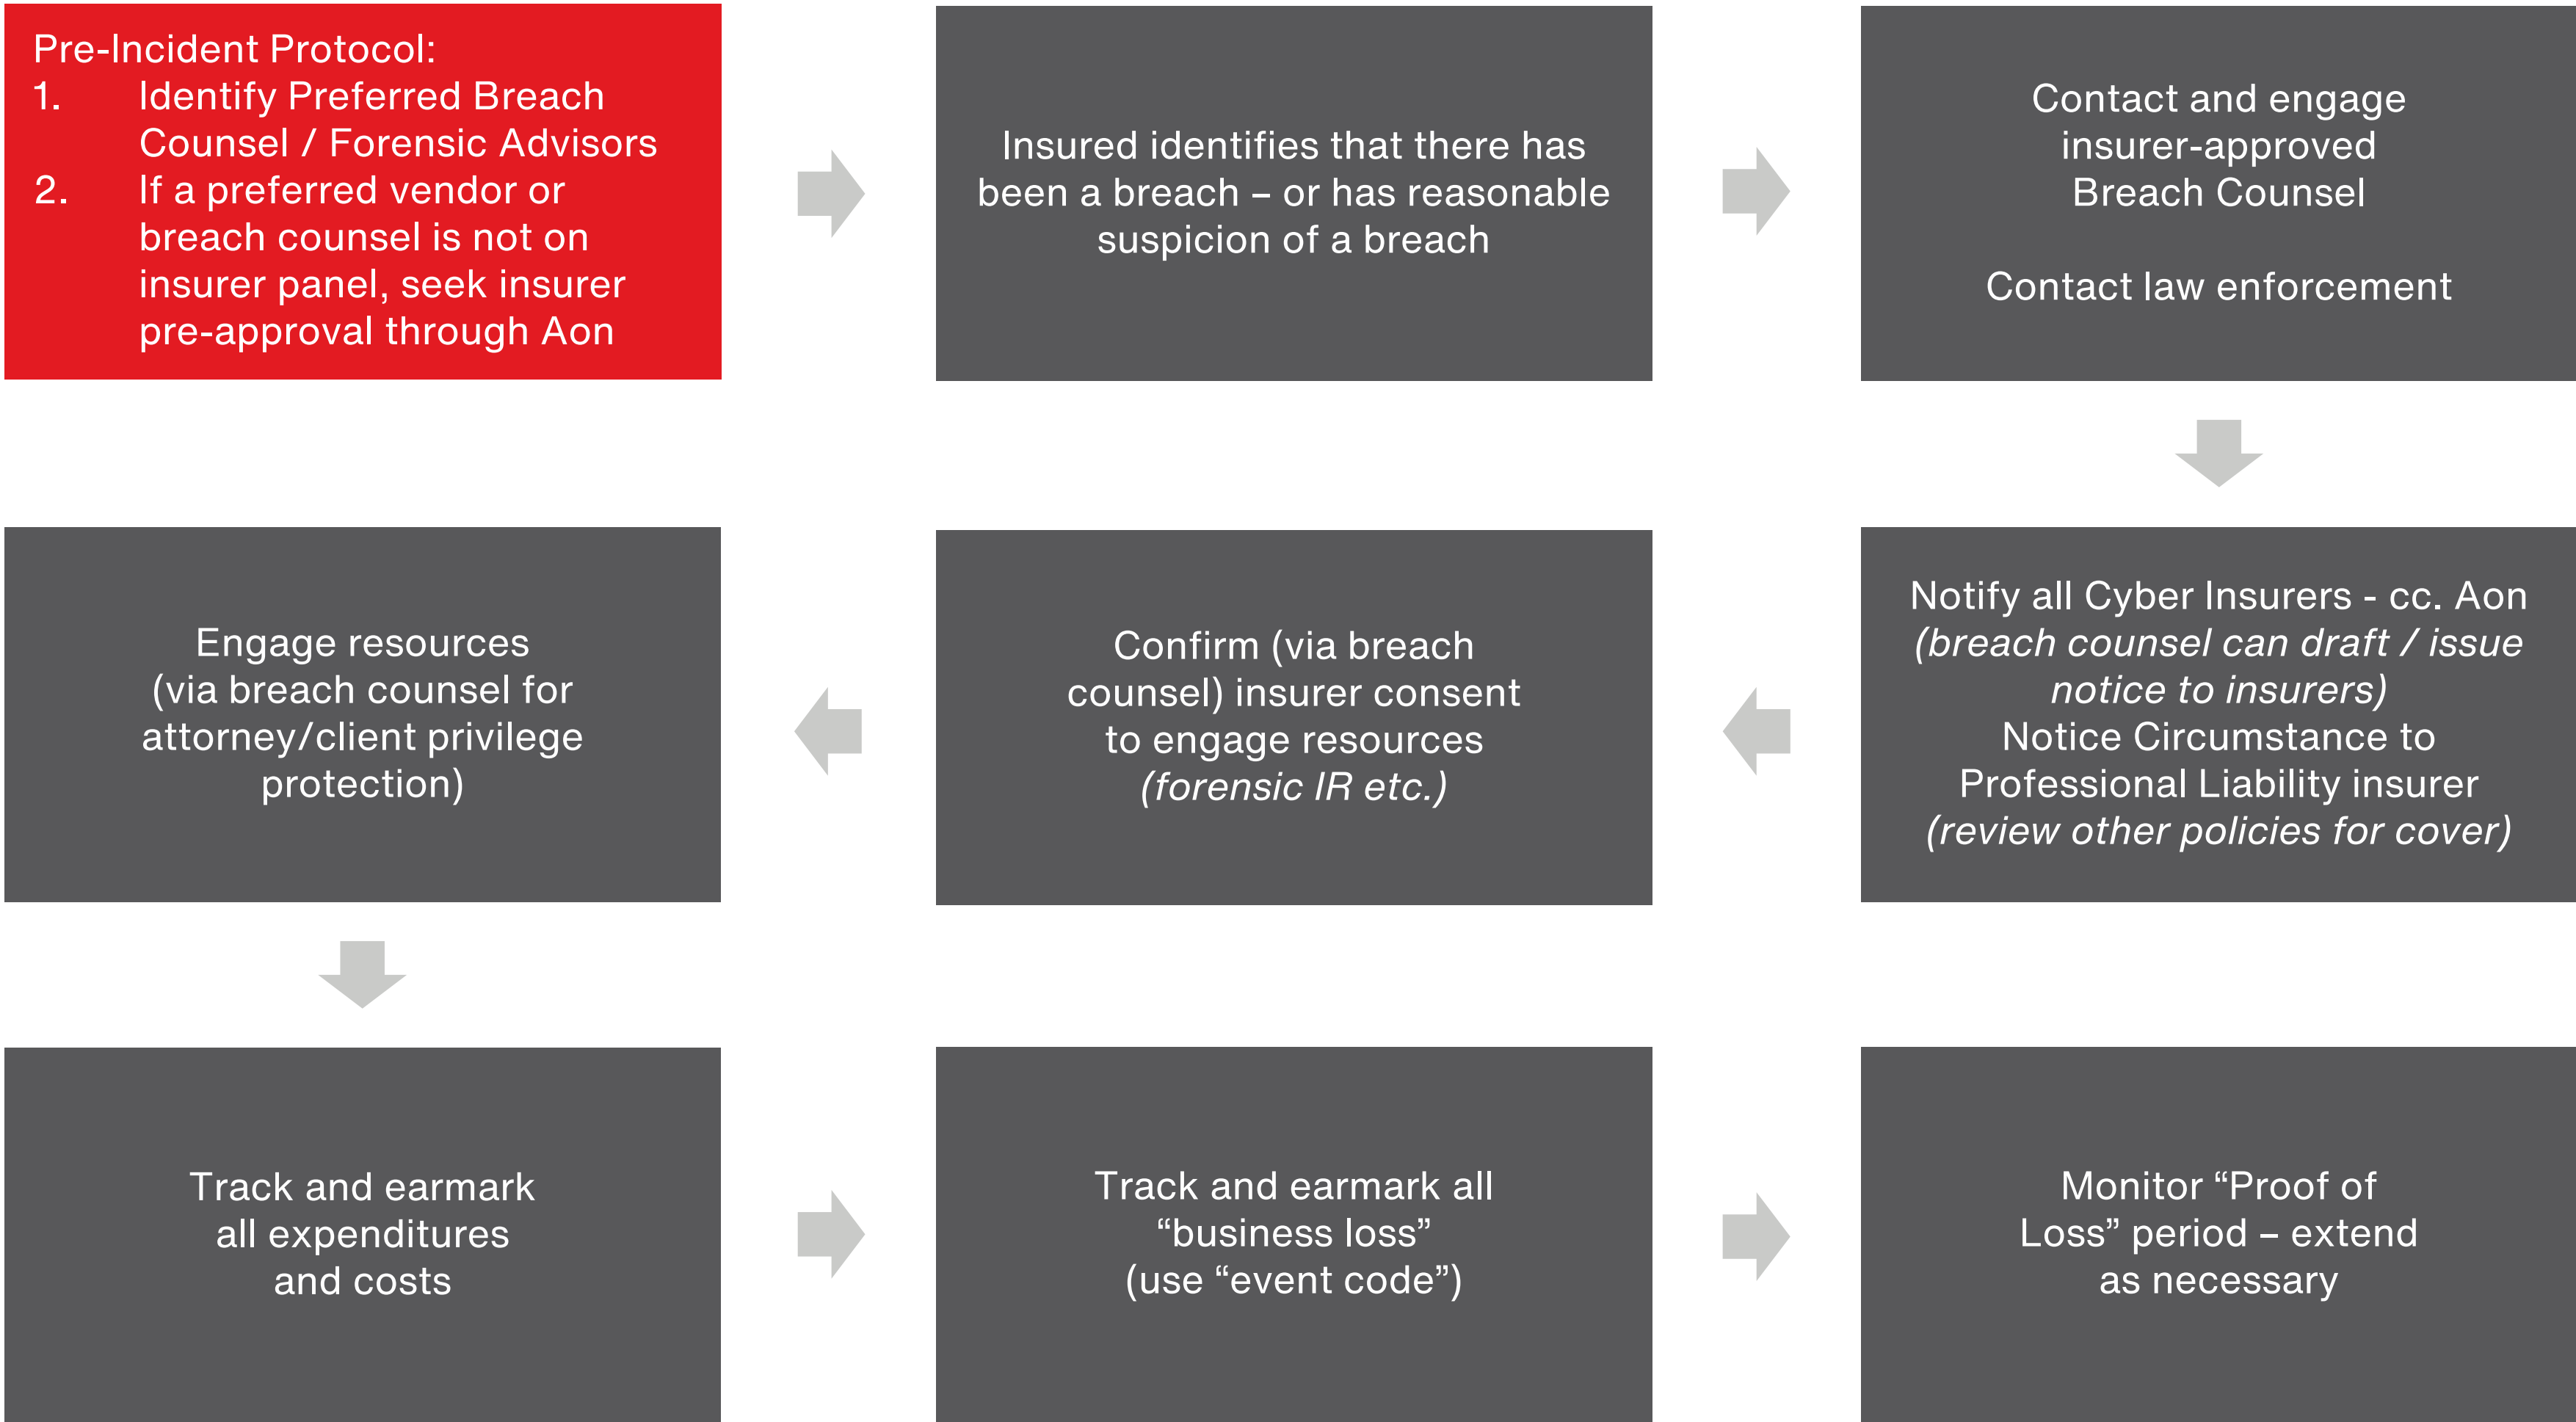 Pre-Incident Protocol:
1. Identify Preferred Breach
Counsel / Forensic Advisors
2. If a preferred vendor or
breach counsel is not on
insurer panel, seek insurer
pre-approval through Aon
Insured identifies that there has
been a breach – or has reasonable
suspicion of a breach
Contact and engage
insurer-approved
Breach Counsel
Contact law enforcement
Notify all Cyber Insurers - cc. Aon
(breach counsel can draft / issue
notice to insurers)
Notice Circumstance to
Professional Liability insurer
(review other policies for cover)
Confirm (via breach
counsel) insurer consent
to engage resources
(forensic IR etc.)
Engage resources
(via breach counsel for
attorney/client privilege
protection)
Track and earmark
all expenditures
and costs
Track and earmark all
“business loss”
(use “event code”)
Monitor “Proof of
Loss” period – extend
as necessary